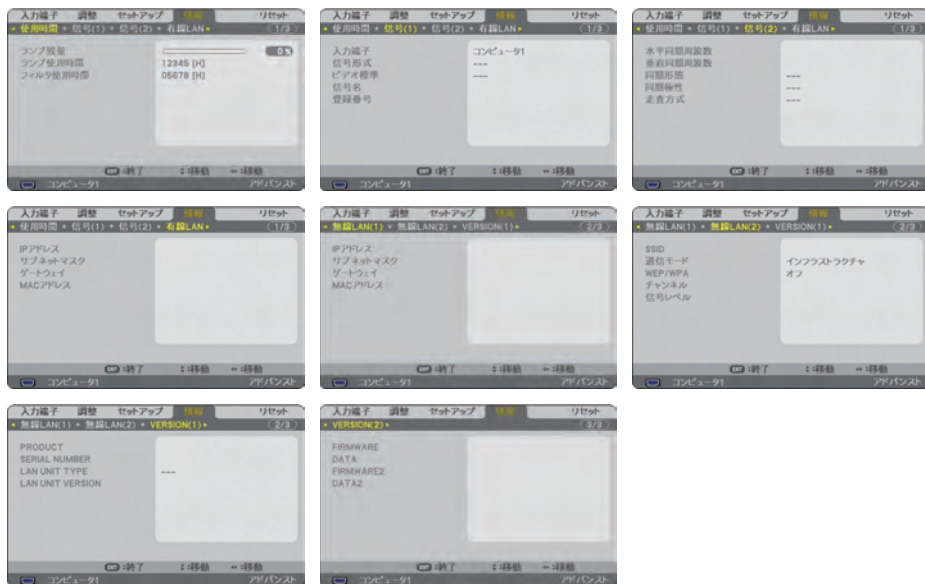 入力端子 調整 セットアップ 情報 リセット
使用時間 信号(1) 信号(2) 有線LAN 1/3
ランプ残量 0%
ランプ使用時間 12345 [H]
フィルタ使用時間 05678 [H]
EXIT :終了 :移動 :移動
コンピュータ1 アドバンスト
入力端子 調整 セットアップ 情報 リセット
使用時間 信号(1) 信号(2) 有線LAN 1/3
入力端子 コンピュータ1
信号形式 ---
ビデオ標準 ---
信号名
登録番号
EXIT :終了 :移動 :移動
コンピュータ1 アドバンスト
入力端子 調整 セットアップ 情報 リセット
使用時間 信号(1) 信号(2) 有線LAN 1/3
水平同期周波数
垂直同期周波数
同期形態 ---
同期極性 ---
走査方式 ---
EXIT :終了 :移動 :移動
コンピュータ1 アドバンスト
入力端子 調整 セットアップ 情報 リセット
使用時間 信号(1) 信号(2) 有線LAN 1/3
IPアドレス
サブネットマスク
ゲートウェイ
MACアドレス
EXIT :終了 :移動 :移動
コンピュータ1 アドバンスト
入力端子 調整 セットアップ 情報 リセット
無線LAN(1) 無線LAN(2) VERSION(1) 2/3
IPアドレス
サブネットマスク
ゲートウェイ
MACアドレス
EXIT :終了 :移動 :移動
コンピュータ1 アドバンスト
入力端子 調整 セットアップ 情報 リセット
無線LAN(1) 無線LAN(2) VERSION(1) 2/3
SSID
通信モード インフラストラクチャ
WEP/WPA オフ
チャンネル
信号レベル
EXIT :終了 :移動 :移動
コンピュータ1 アドバンスト
入力端子 調整 セットアップ 情報 リセット
無線LAN(1) 無線LAN(2) VERSION(1) 2/3
PRODUCT
SERIAL NUMBER
LAN UNIT TYPE ---
LAN UNIT VERSION
EXIT :終了 :移動 :移動
コンピュータ1 アドバンスト
入力端子 調整 セットアップ 情報 リセット
VERSION(2) 3/3
FIRMWARE
DATA
FIRMWARE2
DATA2
EXIT :終了 :移動 :移動
コンピュータ1 アドバンスト